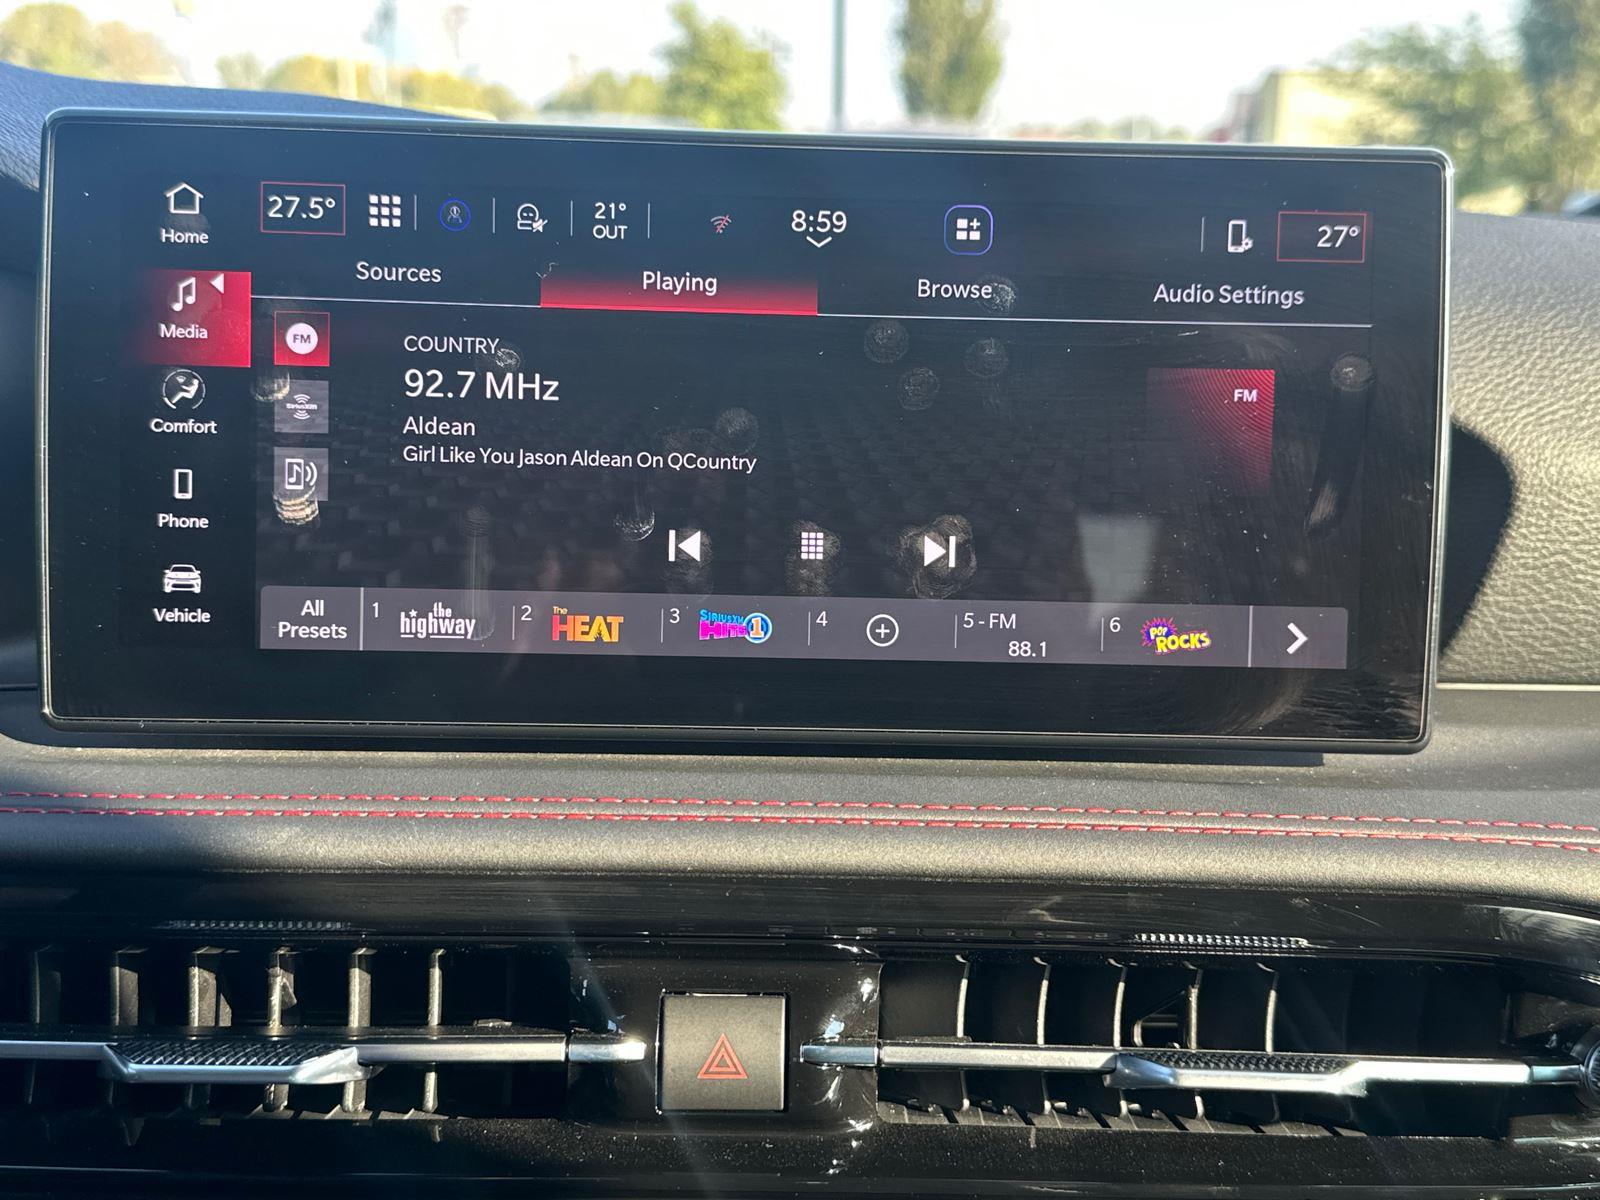 Home
27.5°
21°
OUT
8:59
27°
Sources
Playing
Browse
Audio Settings
Media
FM
COUNTRY
92.7 MHz
Aldean
Girl Like You Jason Aldean On QCountry
FM
SiriusXM
Comfort
Phone
Vehicle
All
Presets
1 the
highway
2 The
HEAT
3 SIRIUSXM
HITS 1
4
5 - FM
88.1
6 POP
ROCKS